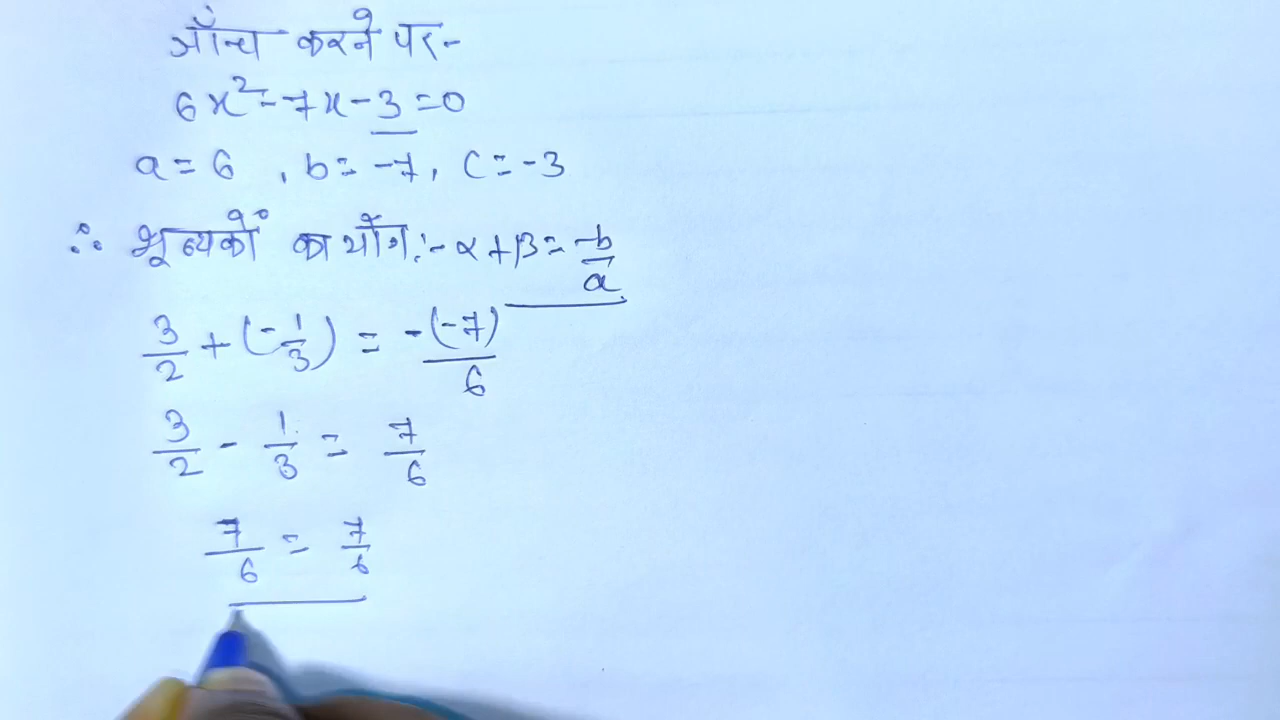 जाँच करने पर-
6x²-7x-3=0
a=6 , b=-7, c=-3
∴ शून्यकों का योग:- α+β=-b/a
3/2 + (-1/3) = -(-7)/6
3/2 - 1/3 = 7/6
7/6 = 7/6